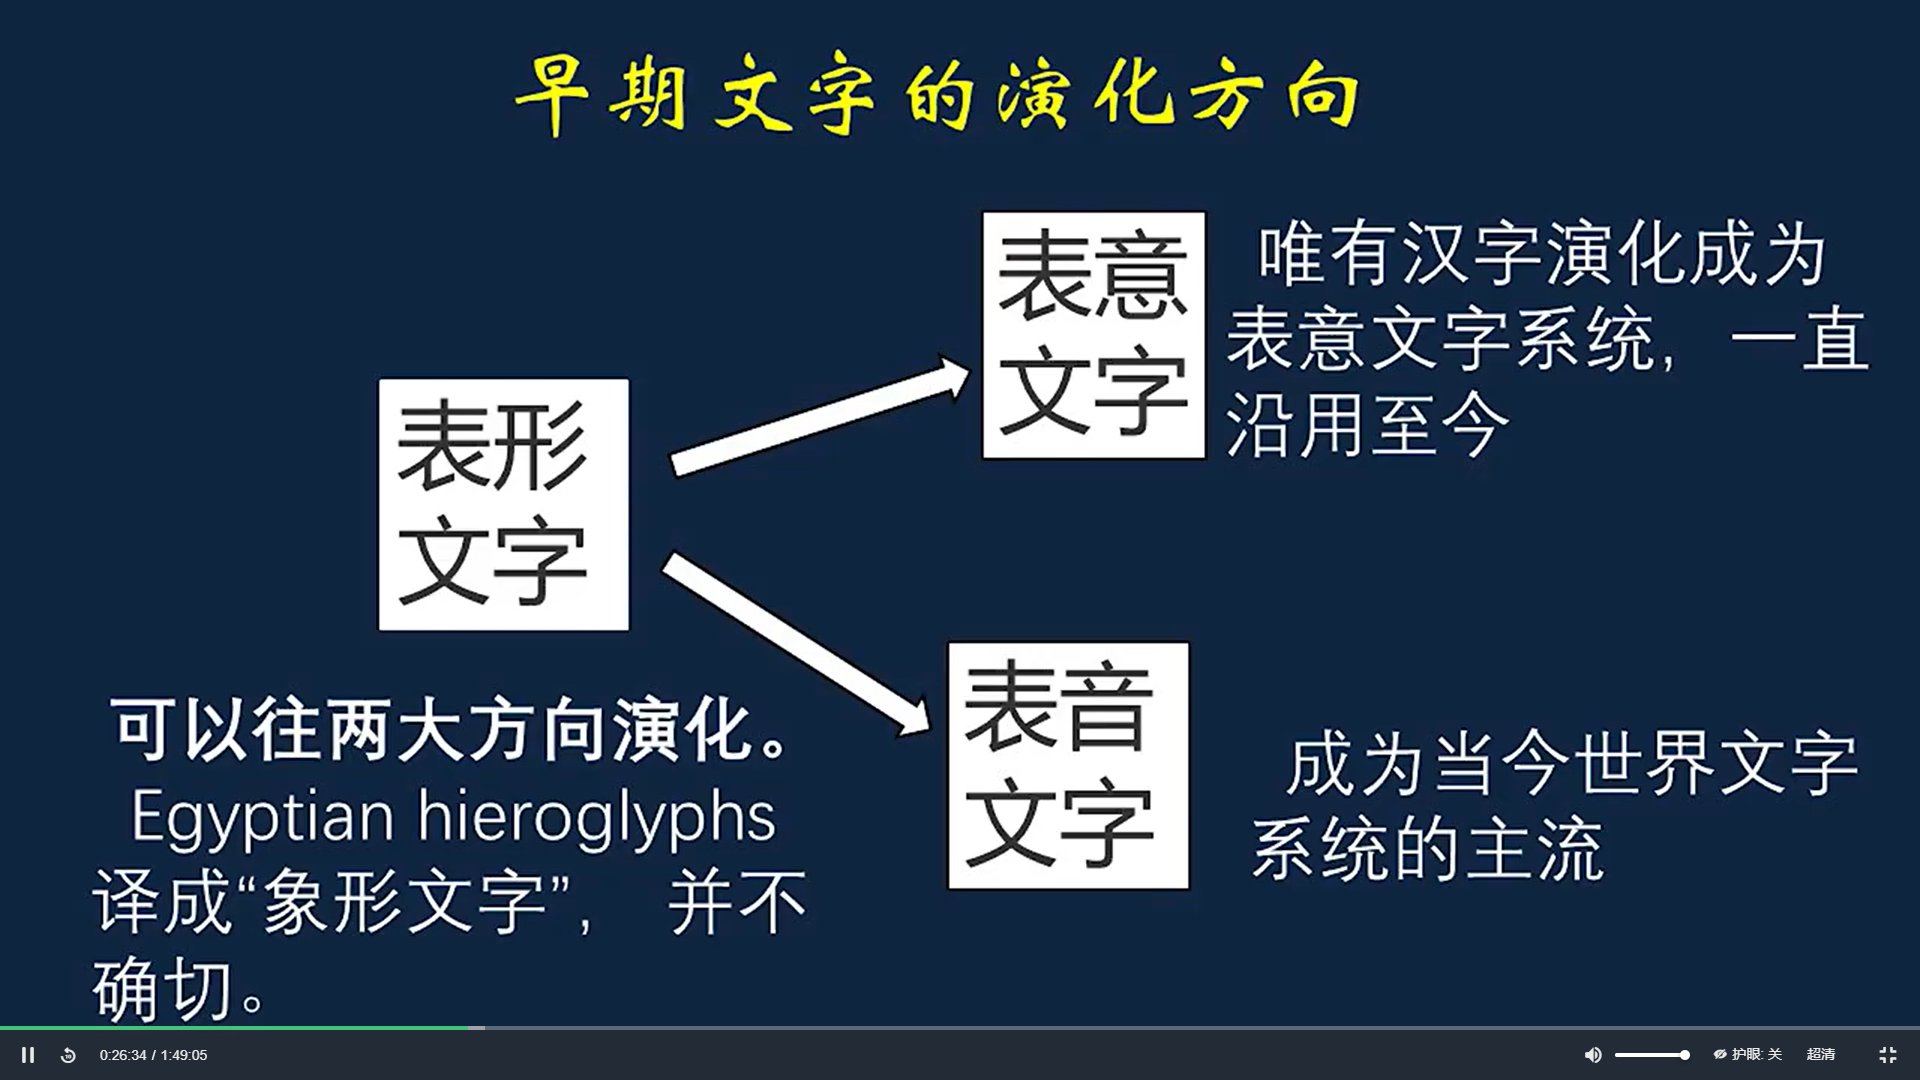 早期文字的演化方向
表意
文字
唯有汉字演化成为
表意文字系统，一直
沿用至今
表形
文字
可以往两大方向演化。
Egyptian hieroglyphs
译成“象形文字”，并不
确切。
表音
文字
成为当今世界文字
系统的主流
0:26:34 / 1:49:05
护眼: 关
超清